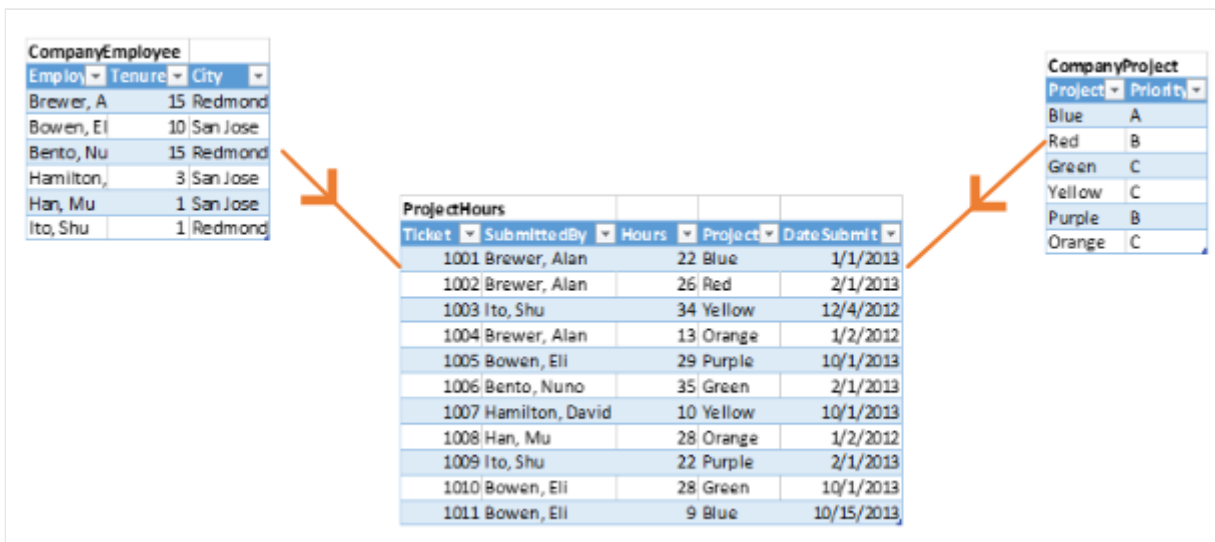 CompanyEmployee
Employ Tenure City
Brewer, A 15 Redmond
Bowen, El 10 San Jose
Bento, Nu 15 Redmond
Hamilton, 3 San Jose
Han, Mu 1 San Jose
Ito, Shu 1 Redmond
CompanyProject
Project Priority
Blue A
Red B
Green C
Yellow C
Purple B
Orange C
ProjectHours
Ticket SubmittedBy Hours Project DateSubmit
1001 Brewer, Alan 22 Blue 1/1/2013
1002 Brewer, Alan 26 Red 2/1/2013
1003 Ito, Shu 34 Yellow 12/4/2012
1004 Brewer, Alan 13 Orange 1/2/2012
1005 Bowen, Eli 29 Purple 10/1/2013
1006 Bento, Nuno 35 Green 2/1/2013
1007 Hamilton, David 10 Yellow 10/1/2013
1008 Han, Mu 28 Orange 1/2/2012
1009 Ito, Shu 22 Purple 2/1/2013
1010 Bowen, Eli 28 Green 10/1/2013
1011 Bowen, Eli 9 Blue 10/15/2013